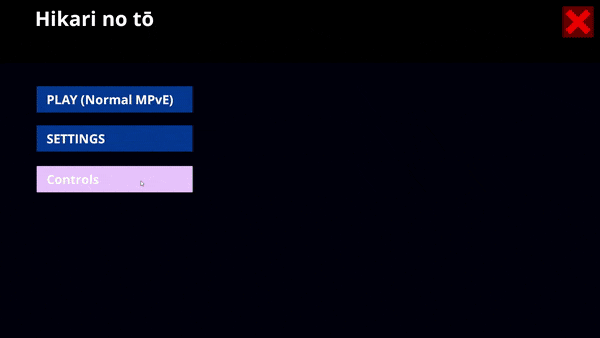 Hikari no tō
PLAY (Normal MPvE)
SETTINGS
Controls